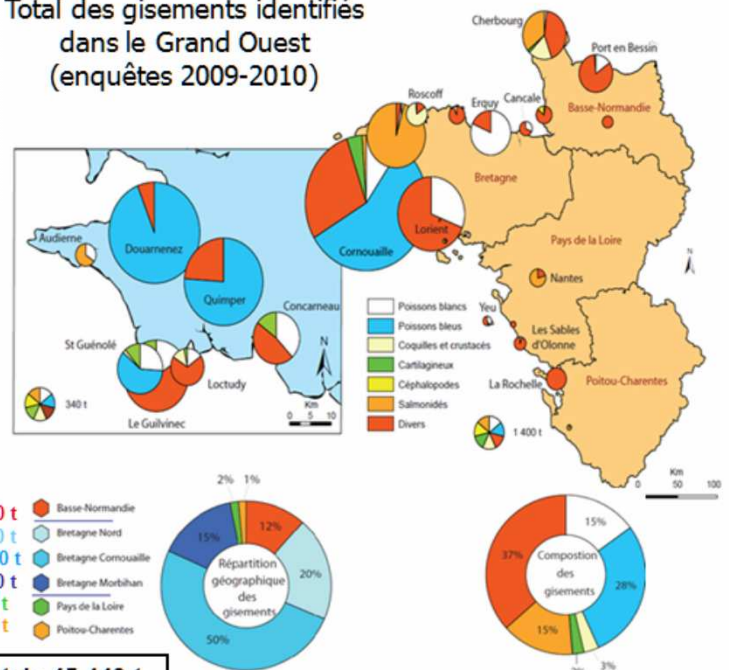 Total des gisements identifiés
dans le Grand Ouest
(enquêtes 2009-2010)
Cherbourg
Port en Bessin
Roscoff
Erquy
Cancale
Basse-Normandie
Bretagne
Lorient
Cornouaille
Pays de la Loire
N
Nantes
Yeu
Les Sables
d'Olonne
La Rochelle
Poitou-Charentes
Audierne
Douarnenez
Quimper
Concarneau
St Guénolé
Loctudy
Le Guilvinec
N
340 t
Km
0 5 10
Poissons blancs
Poissons bleus
Coquilles et crustacés
Cartilagineux
Céphalopodes
Salmonidés
Divers
1 400 t
Km
0 50 100
0 t Basse-Normandie
0 t Bretagne Nord
0 t Bretagne Cornouaille
0 t Bretagne Morbihan
t Pays de la Loire
t Poitou-Charentes
2% 1%
12%
15%
20%
50%
Répartition
géographique
des
gisements
15%
37%
28%
15%
3%
Compostion
des
gisements